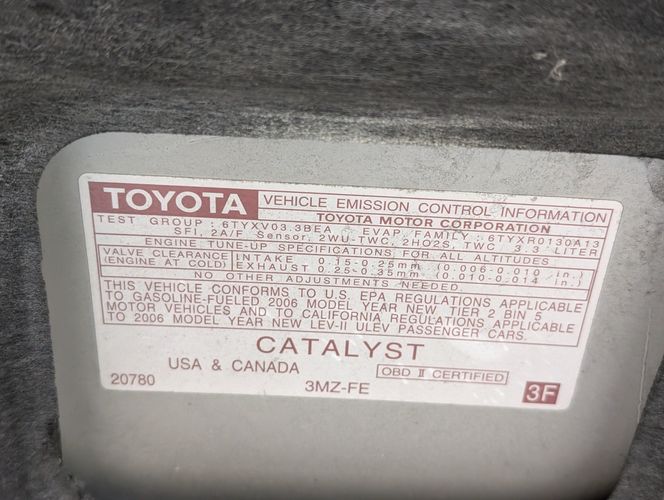 TOYOTA VEHICLE EMISSION CONTROL INFORMATION
TOYOTA MOTOR CORPORATION
TEST GROUP : 6TYXV03.3BEA EVAP. FAMILY : 6TYXR0130A13
SFI, 2A/F Sensor, 2WU-TWC, 2HO2S, TWC 3.3 LITER
ENGINE TUNE-UP SPECIFICATIONS FOR ALL ALTITUDES
VALVE CLEARANCE INTAKE 0.15-0.25mm (0.006-0.010 in.)
(ENGINE AT COLD) EXHAUST 0.25-0.35mm (0.010-0.014 in.)
NO OTHER ADJUSTMENTS NEEDED.
THIS VEHICLE CONFORMS TO U.S. EPA REGULATIONS APPLICABLE
TO GASOLINE-FUELED 2006 MODEL YEAR NEW TIER 2 BIN 5
MOTOR VEHICLES AND TO CALIFORNIA REGULATIONS APPLICABLE
TO 2006 MODEL YEAR NEW LEV-II ULEV PASSENGER CARS.
CATALYST
USA & CANADA OBD II CERTIFIED
20780 3MZ-FE 3F